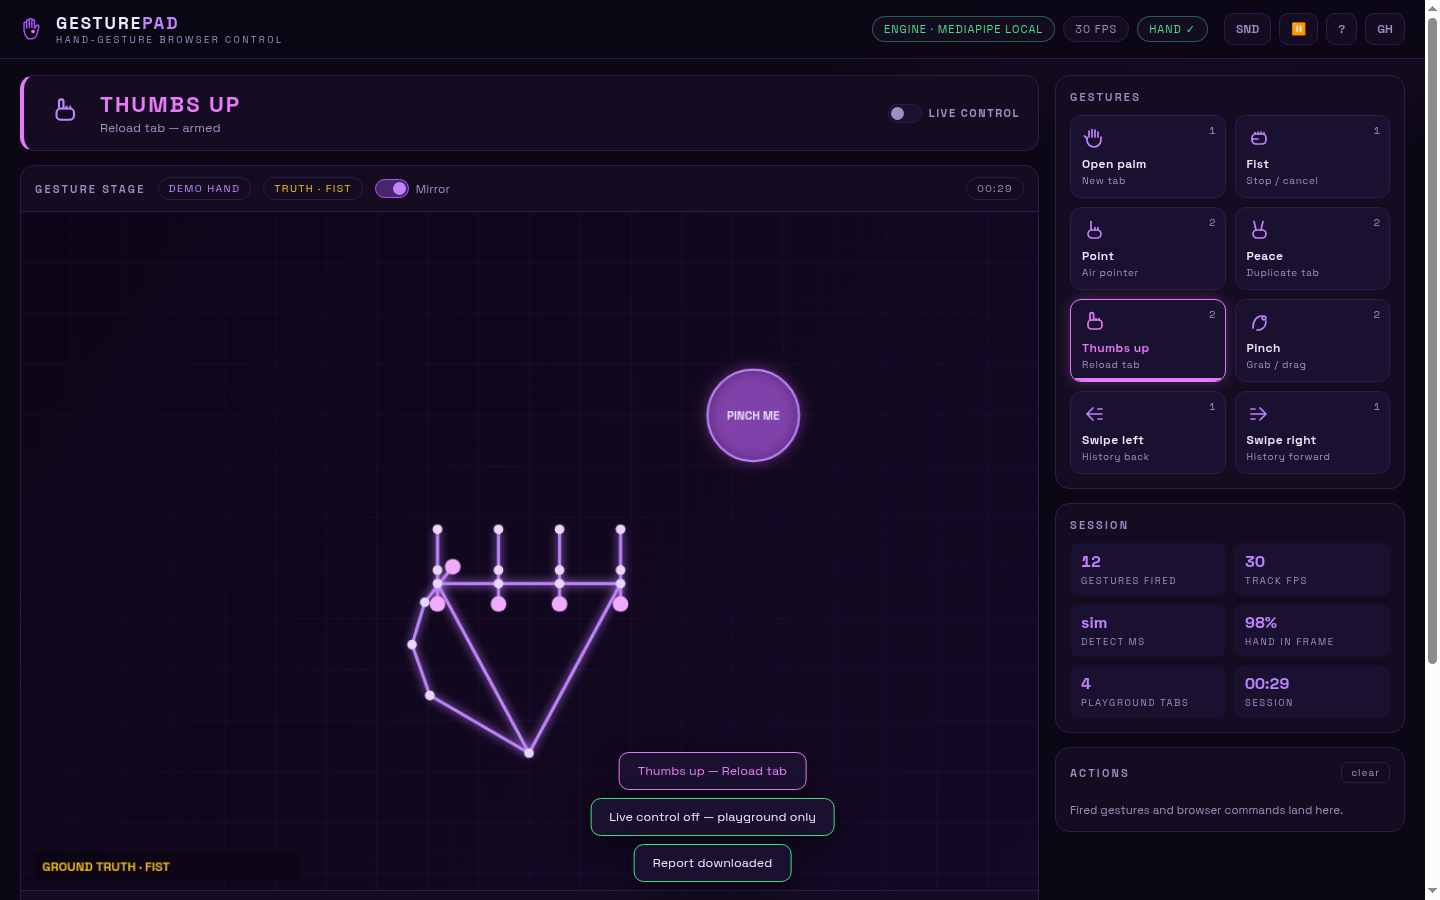 GESTUREPAD
HAND-GESTURE BROWSER CONTROL
ENGINE · MEDIAPIPE LOCAL
30 FPS
HAND ✓
SND
?
GH
THUMBS UP
Reload tab — armed
LIVE CONTROL
GESTURE STAGE
DEMO HAND
TRUTH · FIST
Mirror
00:29
PINCH ME
Thumbs up — Reload tab
Live control off — playground only
Report downloaded
GROUND TRUTH · FIST
GESTURES
1
Open palm
New tab
1
Fist
Stop / cancel
2
Point
Air pointer
2
Peace
Duplicate tab
2
Thumbs up
Reload tab
2
Pinch
Grab / drag
1
Swipe left
History back
1
Swipe right
History forward
SESSION
12
GESTURES FIRED
30
TRACK FPS
sim
DETECT MS
98%
HAND IN FRAME
4
PLAYGROUND TABS
00:29
SESSION
ACTIONS
clear
Fired gestures and browser commands land here.